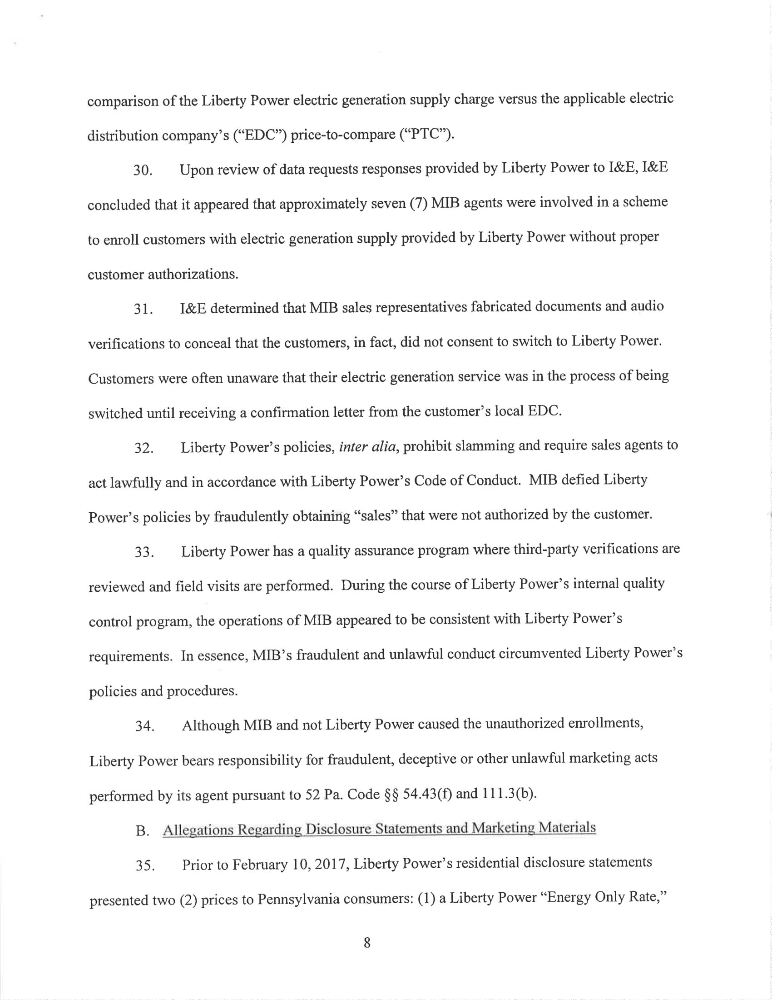 comparison of the Liberty Power electric generation supply charge versus the applicable electric
distribution company's ("EDC") price-to-compare ("PTC").
30. Upon review of data requests responses provided by Liberty Power to I&E, I&E
concluded that it appeared that approximately seven (7) MIB agents were involved in a scheme
to enroll customers with electric generation supply provided by Liberty Power without proper
customer authorizations.
31. I&E determined that MIB sales representatives fabricated documents and audio
verifications to conceal that the customers, in fact, did not consent to switch to Liberty Power.
Customers were often unaware that their electric generation service was in the process of being
switched until receiving a confirmation letter from the customer's local EDC.
32. Liberty Power's policies, inter alia, prohibit slamming and require sales agents to
act lawfully and in accordance with Liberty Power's Code of Conduct. MIB defied Liberty
Power's policies by fraudulently obtaining "sales" that were not authorized by the customer.
33. Liberty Power has a quality assurance program where third-party verifications are
reviewed and field visits are performed. During the course of Liberty Power's internal quality
control program, the operations of MIB appeared to be consistent with Liberty Power's
requirements. In essence, MIB's fraudulent and unlawful conduct circumvented Liberty Power's
policies and procedures.
34. Although MIB and not Liberty Power caused the unauthorized enrollments,
Liberty Power bears responsibility for fraudulent, deceptive or other unlawful marketing acts
performed by its agent pursuant to 52 Pa. Code §§ 54.43(f) and 111.3(b).
B. Allegations Regarding Disclosure Statements and Marketing Materials
35. Prior to February 10, 2017, Liberty Power's residential disclosure statements
presented two (2) prices to Pennsylvania consumers: (1) a Liberty Power "Energy Only Rate,"
8